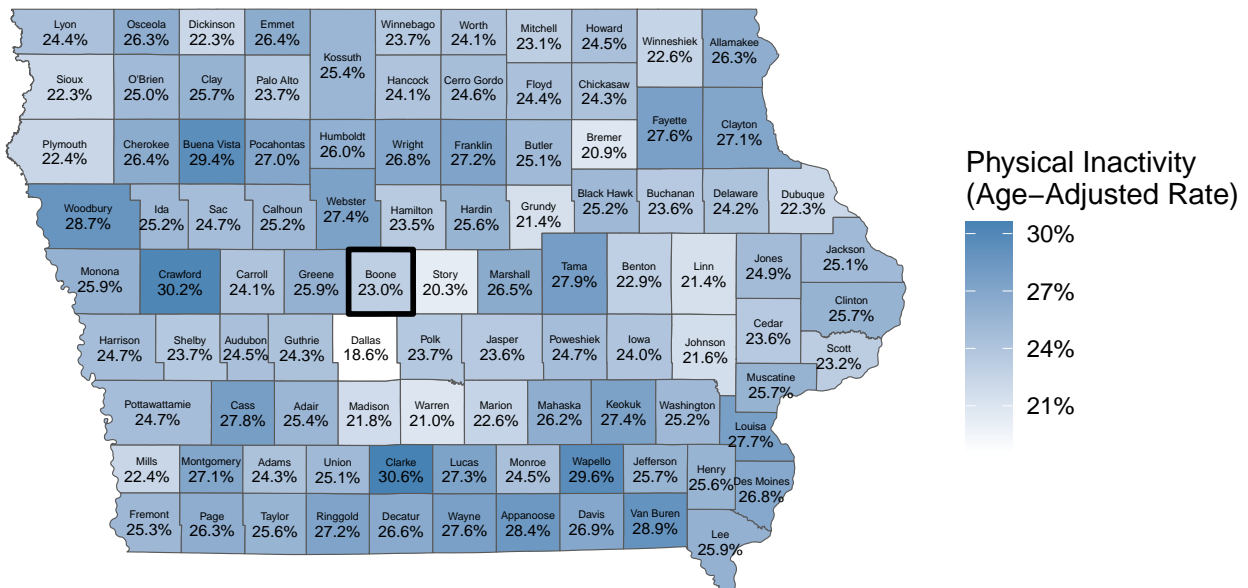 Lyon
24.4%
Osceola
26.3%
Dickinson
22.3%
Emmet
26.4%
Kossuth
25.4%
Winnebago
23.7%
Worth
24.1%
Mitchell
23.1%
Howard
24.5%
Winneshiek
22.6%
Allamakee
26.3%
Sioux
22.3%
O'Brien
25.0%
Clay
25.7%
Palo Alto
23.7%
Hancock
24.1%
Cerro Gordo
24.6%
Floyd
24.4%
Chickasaw
24.3%
Plymouth
22.4%
Cherokee
26.4%
Buena Vista
29.4%
Pocahontas
27.0%
Humboldt
26.0%
Wright
26.8%
Franklin
27.2%
Butler
25.1%
Bremer
20.9%
Fayette
27.6%
Clayton
27.1%
Woodbury
28.7%
Ida
25.2%
Sac
24.7%
Calhoun
25.2%
Webster
27.4%
Hamilton
23.5%
Hardin
25.6%
Grundy
21.4%
Black Hawk
25.2%
Buchanan
23.6%
Delaware
24.2%
Dubuque
22.3%
Monona
25.9%
Crawford
30.2%
Carroll
24.1%
Greene
25.9%
Boone
23.0%
Story
20.3%
Marshall
26.5%
Tama
27.9%
Benton
22.9%
Linn
21.4%
Jones
24.9%
Jackson
25.1%
Clinton
25.7%
Harrison
24.7%
Shelby
23.7%
Audubon
24.5%
Guthrie
24.3%
Dallas
18.6%
Polk
23.7%
Jasper
23.6%
Poweshiek
24.7%
Iowa
24.0%
Johnson
21.6%
Cedar
23.6%
Scott
23.2%
Muscatine
25.7%
Pottawattamie
24.7%
Cass
27.8%
Adair
25.4%
Madison
21.8%
Warren
21.0%
Marion
22.6%
Mahaska
26.2%
Keokuk
27.4%
Washington
25.2%
Louisa
27.7%
Mills
22.4%
Montgomery
27.1%
Adams
24.3%
Union
25.1%
Clarke
30.6%
Lucas
27.3%
Monroe
24.5%
Wapello
29.6%
Jefferson
25.7%
Henry
25.6%
Des Moines
26.8%
Fremont
25.3%
Page
26.3%
Taylor
25.6%
Ringgold
27.2%
Decatur
26.6%
Wayne
27.6%
Appanoose
28.4%
Davis
26.9%
Van Buren
28.9%
Lee
25.9%
Physical Inactivity
(Age−Adjusted Rate)
30%
27%
24%
21%